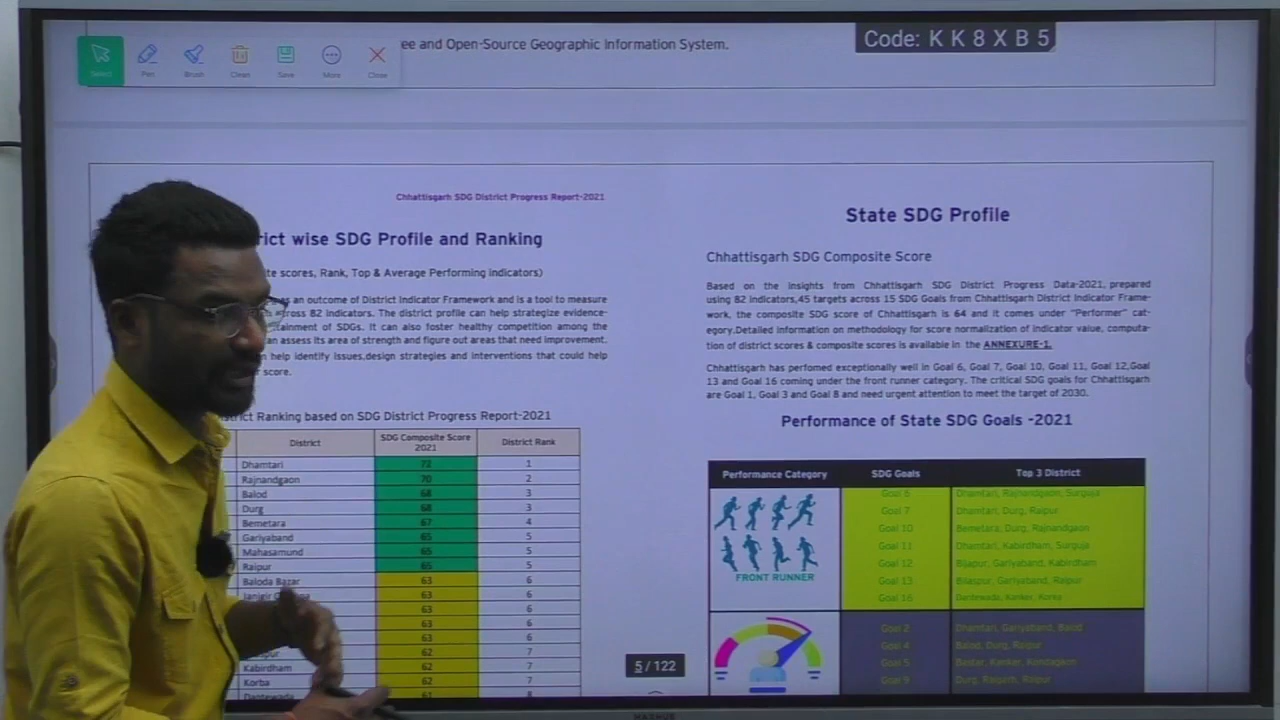 ee and Open-Source Geographic Information System.
Code: K K 8 X B 5
Select
Pen
Brush
Clean
Save
More
Close
Chhattisgarh SDG District Progress Report-2021
rict wise SDG Profile and Ranking
te scores, Rank, Top & Average Performing indicators)
as an outcome of District Indicator Framework and is a tool to measure
ross 82 indicators. The district profile can help strategize evidence-
tainment of SDGs. It can also foster healthy competition among the
an assess its area of strength and figure out areas that need improvement.
help identify issues,design strategies and interventions that could help
score.
trict Ranking based on SDG District Progress Report-2021
District
SDG Composite Score 2021
District Rank
Dhamtari 72 1
Rajnandgaon 70 2
Balod 68 3
Durg 68 3
Bemetara 67 4
Gariyaband 65 5
Mahasamund 65 5
Raipur 65 5
Baloda Bazar 63 6
Janjgir 63 6
63 6
63 6
63 6
pur 62 7
Kabirdham 62 7
Korba 62 7
Dantewada 61 8
State SDG Profile
Chhattisgarh SDG Composite Score
Based on the insights from Chhattisgarh SDG District Progress Data-2021, prepared
using 82 indicators,45 targets across 15 SDG Goals from Chhattisgarh District Indicator Frame-
work, the composite SDG score of Chhattisgarh is 64 and it comes under "Performer" cat-
egory.Detailed information on methodology for score normalization of indicator value, computa-
tion of district scores & composite scores is available in the ANNEXURE-1.
Chhattisgarh has perfomed exceptionally well in Goal 6, Goal 7, Goal 10, Goal 11, Goal 12,Goal
13 and Goal 16 coming under the front runner category. The critical SDG goals for Chhattisgarh
are Goal 1, Goal 3 and Goal 8 and need urgent attention to meet the target of 2030.
Performance of State SDG Goals -2021
Performance Category SDG Goals Top 3 District
Goal 6 Dhamtari, Rajnandgaon, Surguja
Goal 7 Dhamtari, Durg, Raipur
Goal 10 Bemetara, Durg, Rajnandgaon
Goal 11 Dhamtari, Kabirdham, Surguja
Goal 12 Bijapur, Gariyaband, Kabirdham
Goal 13 Bilaspur, Gariyaband, Raipur
Goal 16 Dantewada, Kanker, Korea
FRONT RUNNER
Goal 2 Dhamtari, Gariyaband, Balod
Goal 4 Balod, Durg, Raipur
Goal 5 Bastar, Kanker, Kondagaon
Goal 9 Durg, Raigarh, Raipur
5 / 122